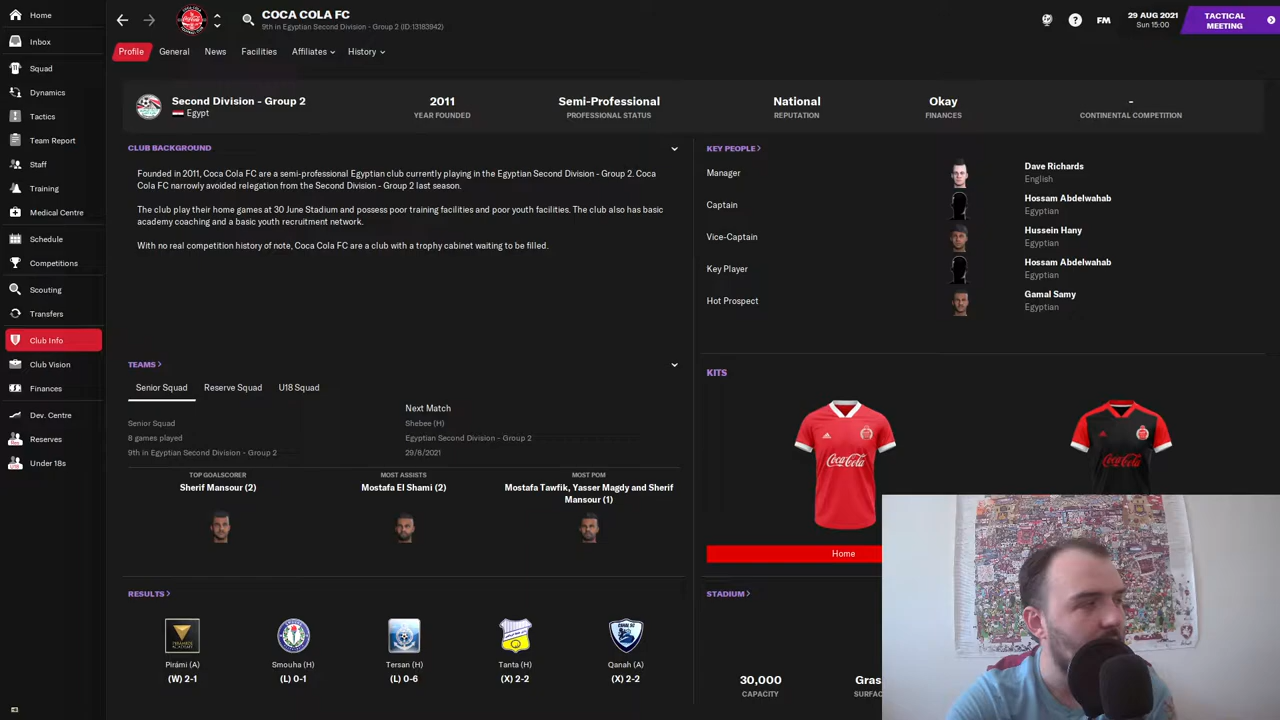 Home
Inbox
Squad
Dynamics
Tactics
Team Report
Staff
Training
Medical Centre
Schedule
Competitions
Scouting
Transfers
Club Info
Club Vision
Finances
Dev. Centre
Reserves
Under 18s
COCA COLA FC
9th in Egyptian Second Division - Group 2 (ID:13183942)
FM
29 AUG 2021
Sun 15:00
TACTICAL
MEETING
Profile General News Facilities Affiliates History
Second Division - Group 2
Egypt
2011
YEAR FOUNDED
Semi-Professional
PROFESSIONAL STATUS
National
REPUTATION
Okay
FINANCES
-
CONTINENTAL COMPETITION
CLUB BACKGROUND
Founded in 2011, Coca Cola FC are a semi-professional Egyptian club currently playing in the Egyptian Second Division - Group 2. Coca
Cola FC narrowly avoided relegation from the Second Division - Group 2 last season.
The club play their home games at 30 June Stadium and possess poor training facilities and poor youth facilities. The club also has basic
academy coaching and a basic youth recruitment network.
With no real competition history of note, Coca Cola FC are a club with a trophy cabinet waiting to be filled.
KEY PEOPLE >
Manager
Dave Richards
English
Captain
Hossam Abdelwahab
Egyptian
Vice-Captain
Hussein Hany
Egyptian
Key Player
Hossam Abdelwahab
Egyptian
Hot Prospect
Gamal Samy
Egyptian
TEAMS >
Senior Squad Reserve Squad U18 Squad
Senior Squad
8 games played
9th in Egyptian Second Division - Group 2
Next Match
Shebee (H)
Egyptian Second Division - Group 2
29/8/2021
TOP GOALSCORER
Sherif Mansour (2)
MOST ASSISTS
Mostafa El Shami (2)
MOST POM
Mostafa Tawfik, Yasser Magdy and Sherif
Mansour (1)
KITS
Coca-Cola
Coca-Cola
Home
RESULTS >
Pirámi (A)
(W) 2-1
Smouha (H)
(L) 0-1
Tersan (H)
(L) 0-6
Tanta (H)
(X) 2-2
Qanah (A)
(X) 2-2
STADIUM >
30,000
CAPACITY
Gras
SURFAC